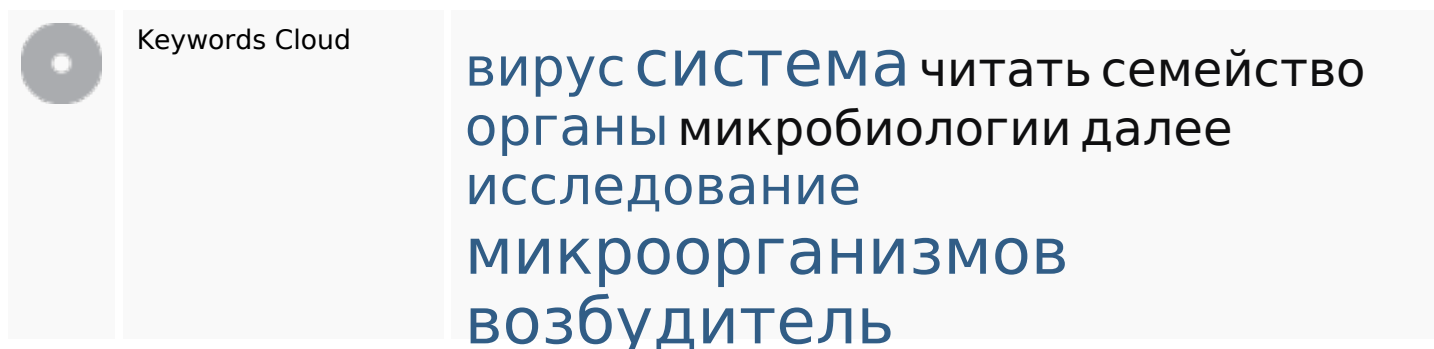 Keywords Cloud
вирус система читать семейство
органы микробиологии далее
исследование
микроорганизмов
возбудитель